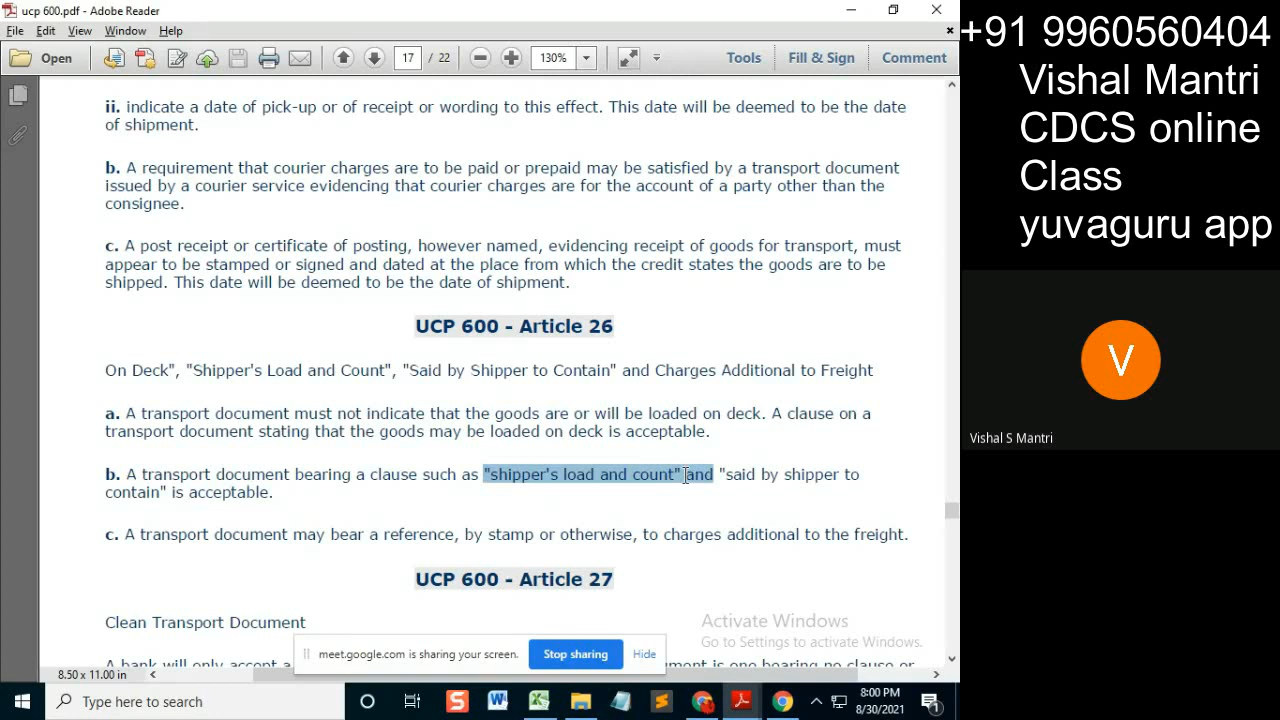 ucp 600.pdf - Adobe Reader
File Edit View Window Help
Open 17 / 22 130% Tools Fill & Sign Comment
ii. indicate a date of pick-up or of receipt or wording to this effect. This date will be deemed to be the date
of shipment.
b. A requirement that courier charges are to be paid or prepaid may be satisfied by a transport document
issued by a courier service evidencing that courier charges are for the account of a party other than the
consignee.
c. A post receipt or certificate of posting, however named, evidencing receipt of goods for transport, must
appear to be stamped or signed and dated at the place from which the credit states the goods are to be
shipped. This date will be deemed to be the date of shipment.
UCP 600 - Article 26
On Deck", "Shipper's Load and Count", "Said by Shipper to Contain" and Charges Additional to Freight
a. A transport document must not indicate that the goods are or will be loaded on deck. A clause on a
transport document stating that the goods may be loaded on deck is acceptable.
b. A transport document bearing a clause such as "shipper's load and count" and "said by shipper to
contain" is acceptable.
c. A transport document may bear a reference, by stamp or otherwise, to charges additional to the freight.
UCP 600 - Article 27
Clean Transport Document
Activate Windows
Go to Settings to activate Windows.
meet.google.com is sharing your screen. Stop sharing Hide
8.50 x 11.00 in
Type here to search
8:00 PM
8/30/2021
+91 9960560404
Vishal Mantri
CDCS online
Class
yuvaguru app
V
Vishal S Mantri